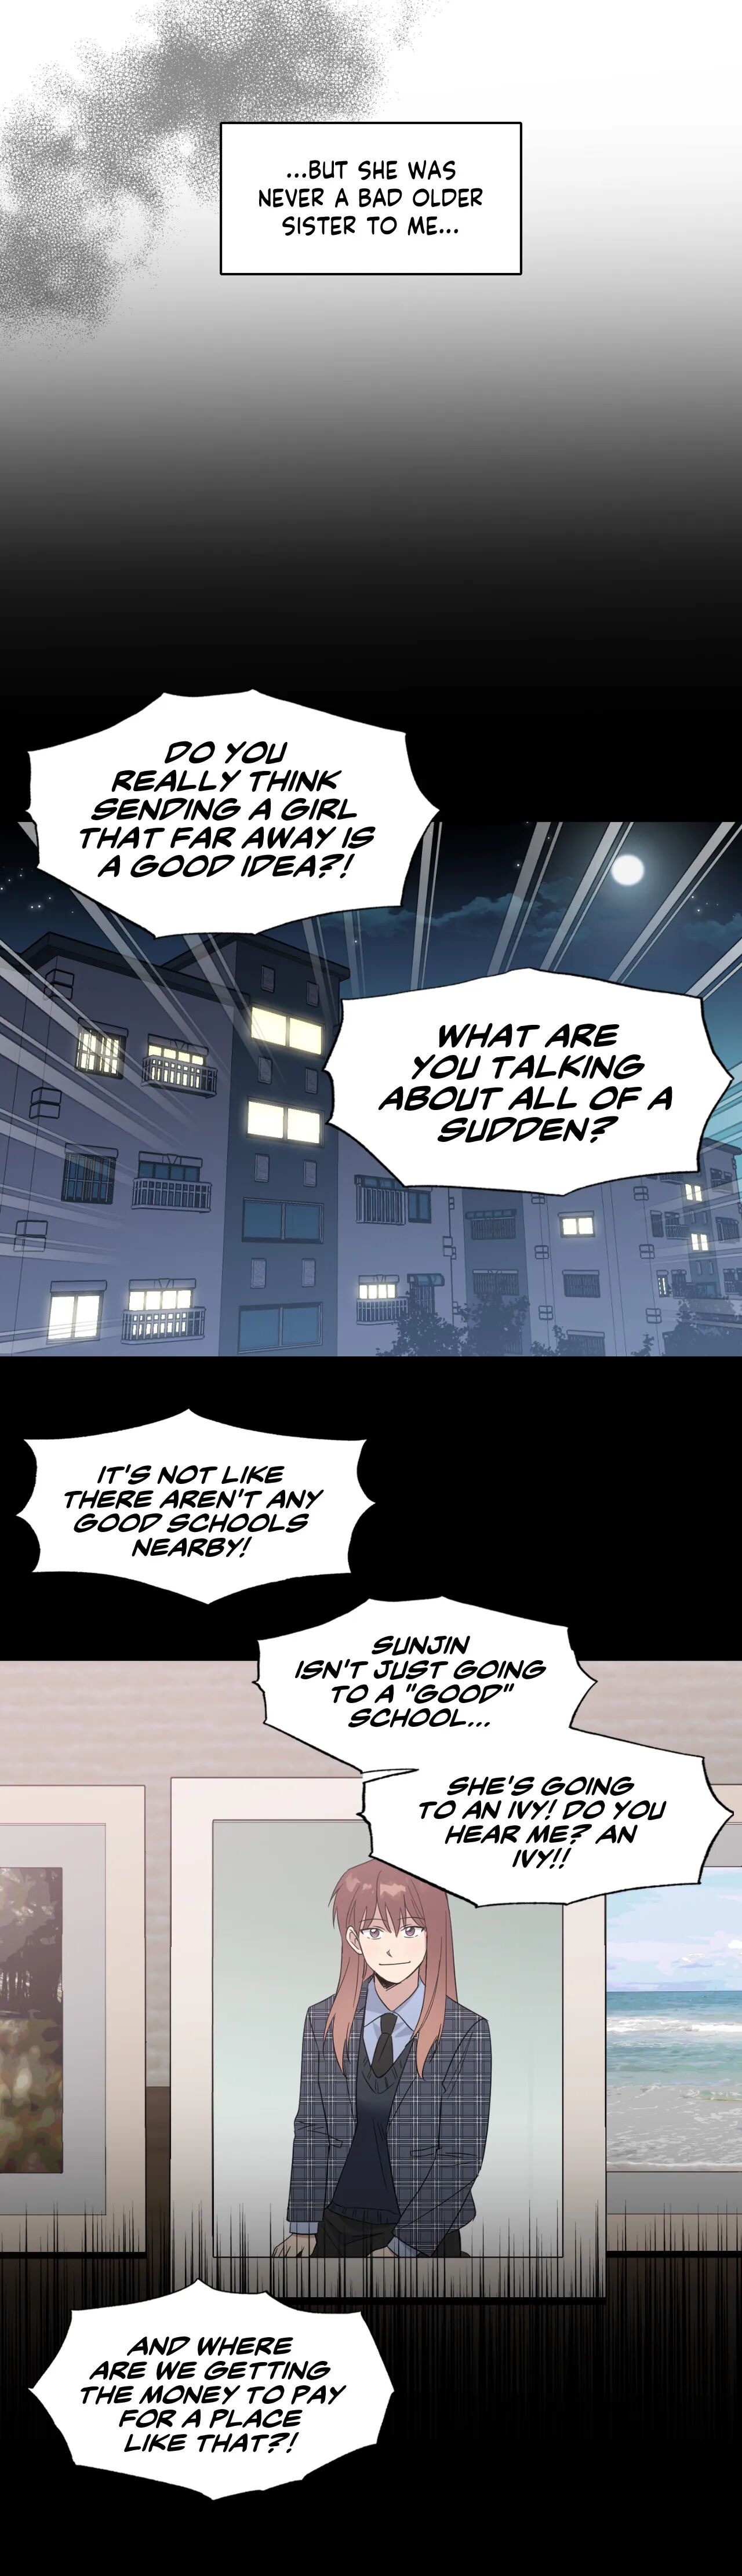 ...BUT SHE WAS
NEVER A BAD OLDER
SISTER TO ME...
DO YOU
REALLY THINK
SENDING A GIRL
THAT FAR AWAY IS
A GOOD IDEA?!
WHAT ARE
YOU TALKING
ABOUT ALL OF A
SUDDEN?
IT'S NOT LIKE
THERE AREN'T ANY
GOOD SCHOOLS
NEARBY!
SUNJIN
ISN'T JUST GOING
TO A "GOOD"
SCHOOL...
SHE'S GOING
TO AN IVY! DO YOU
HEAR ME? AN
IVY!!
AND WHERE
ARE WE GETTING
THE MONEY TO PAY
FOR A PLACE
LIKE THAT?!